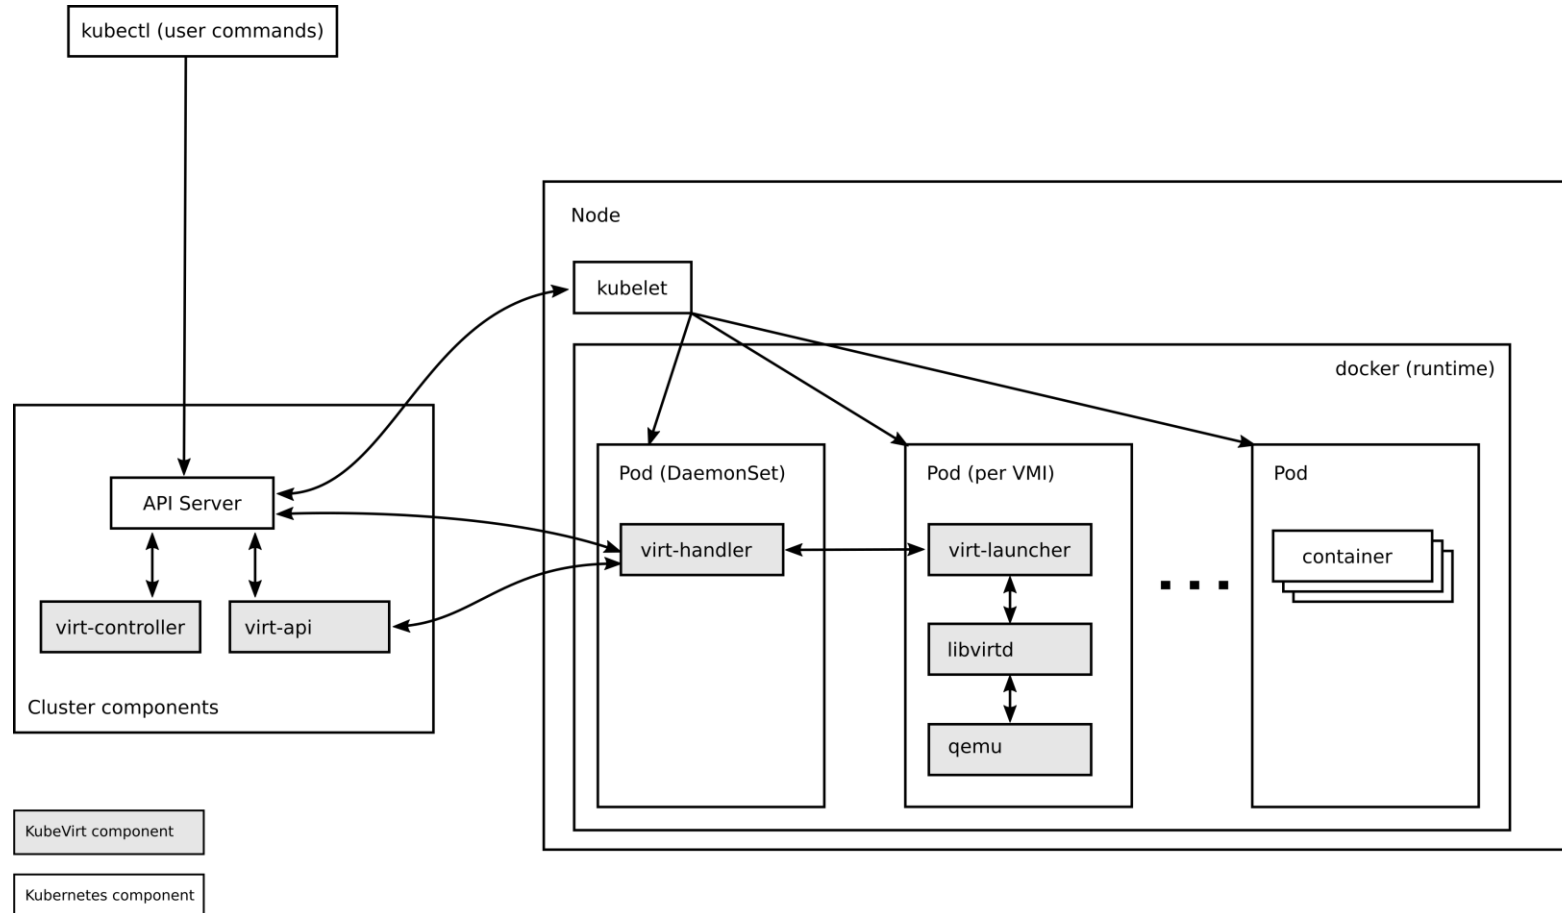 kubectl (user commands)
Node
kubelet
docker (runtime)
Pod (DaemonSet)
Pod (per VMI)
Pod
API Server
virt-handler
virt-launcher
container
virt-controller
virt-api
libvirtd
Cluster components
qemu
KubeVirt component
Kubernetes component